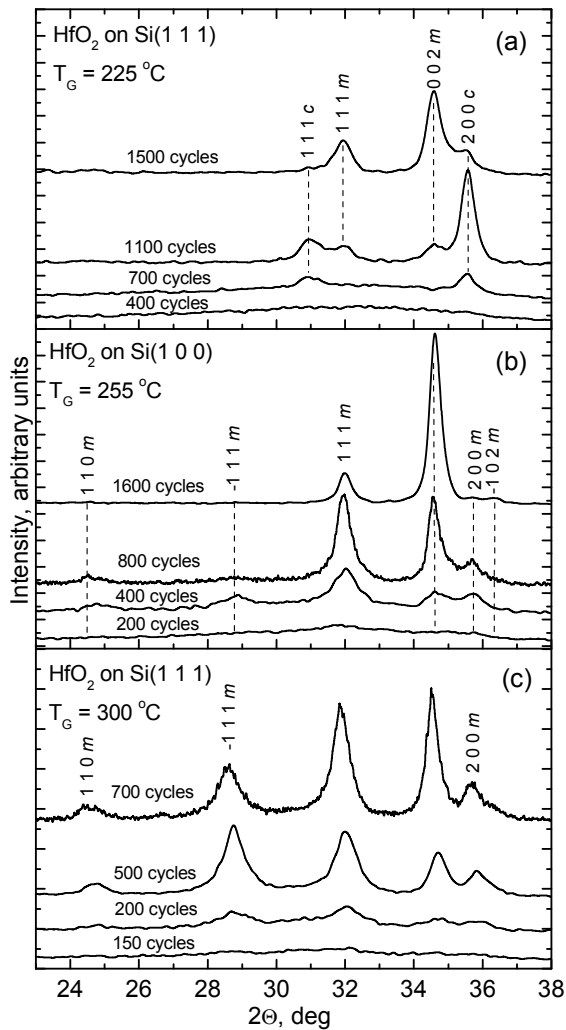 HfO₂ on Si(1 1 1)
(a)
T_G = 225 °C
1 1 1 c
1 1 1 m
0 0 2 m
2 0 0 c
1500 cycles
1100 cycles
700 cycles
400 cycles
HfO₂ on Si(1 0 0)
(b)
T_G = 255 °C
1 1 0 m
-1 1 1 m
1 1 1 m
2 0 0 m
-1 0 2 m
1600 cycles
800 cycles
400 cycles
200 cycles
HfO₂ on Si(1 1 1)
(c)
T_G = 300 °C
1 1 0 m
-1 1 1 m
2 0 0 m
700 cycles
500 cycles
200 cycles
150 cycles
Intensity, arbitrary units
24 26 28 30 32 34 36 38
2Θ, deg